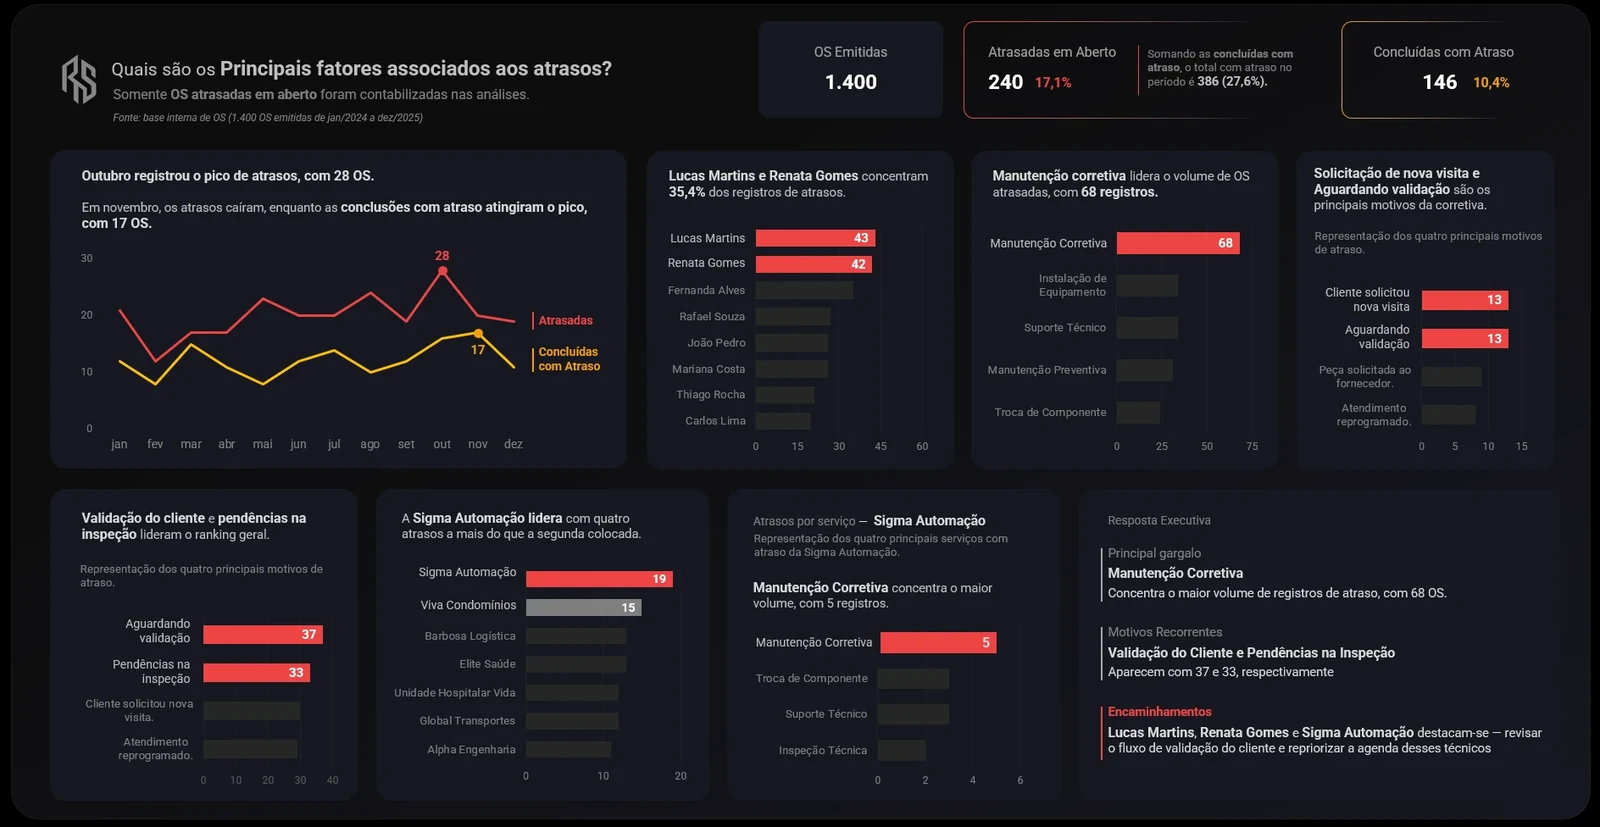 Quais são os Principais fatores associados aos atrasos?
Somente OS atrasadas em aberto foram contabilizadas nas análises.
Fonte: base interna de OS (1.400 OS emitidas de jan/2024 a dez/2025)
OS Emitidas
1.400
Atrasadas em Aberto
240 17,1%
Somando as concluídas com
atraso, o total com atraso no
período é 386 (27,6%).
Concluídas com Atraso
146 10,4%
Outubro registrou o pico de atrasos, com 28 OS.
Em novembro, os atrasos caíram, enquanto as conclusões com atraso atingiram o pico,
com 17 OS.
30
20
10
0
28
17
Atrasadas
Concluídas
com Atraso
jan fev mar abr mai jun jul ago set out nov dez
Lucas Martins e Renata Gomes concentram
35,4% dos registros de atrasos.
Lucas Martins 43
Renata Gomes 42
Fernanda Alves
Rafael Souza
João Pedro
Mariana Costa
Thiago Rocha
Carlos Lima
0 15 30 45 60
Manutenção corretiva lidera o volume de OS
atrasadas, com 68 registros.
Manutenção Corretiva 68
Instalação de
Equipamento
Suporte Técnico
Manutenção Preventiva
Troca de Componente
0 25 50 75
Solicitação de nova visita e
Aguardando validação são os
principais motivos da corretiva.
Representação dos quatro principais motivos
de atraso.
Cliente solicitou
nova visita
13
Aguardando
validação
13
Peça solicitada ao
fornecedor.
Atendimento
reprogramado.
0 5 10 15
Validação do cliente e pendências na
inspeção lideram o ranking geral.
Representação dos quatro principais motivos de
atraso.
Aguardando
validação
37
Pendências na
inspeção
33
Cliente solicitou nova
visita.
Atendimento
reprogramado.
0 10 20 30 40
A Sigma Automação lidera com quatro
atrasos a mais do que a segunda colocada.
Sigma Automação 19
Viva Condomínios 15
Barbosa Logística
Elite Saúde
Unidade Hospitalar Vida
Global Transportes
Alpha Engenharia
0 10 20
Atrasos por serviço — Sigma Automação
Representação dos quatro principais serviços com
atraso da Sigma Automação.
Manutenção Corretiva concentra o maior
volume, com 5 registros.
Manutenção Corretiva 5
Troca de Componente
Suporte Técnico
Inspeção Técnica
0 2 4 6
Resposta Executiva
Principal gargalo
Manutenção Corretiva
Concentra o maior volume de registros de atraso, com 68 OS.
Motivos Recorrentes
Validação do Cliente e Pendências na Inspeção
Aparecem com 37 e 33, respectivamente
Encaminhamentos
Lucas Martins, Renata Gomes e Sigma Automação destacam-se — revisar
o fluxo de validação do cliente e repriorizar a agenda desses técnicos